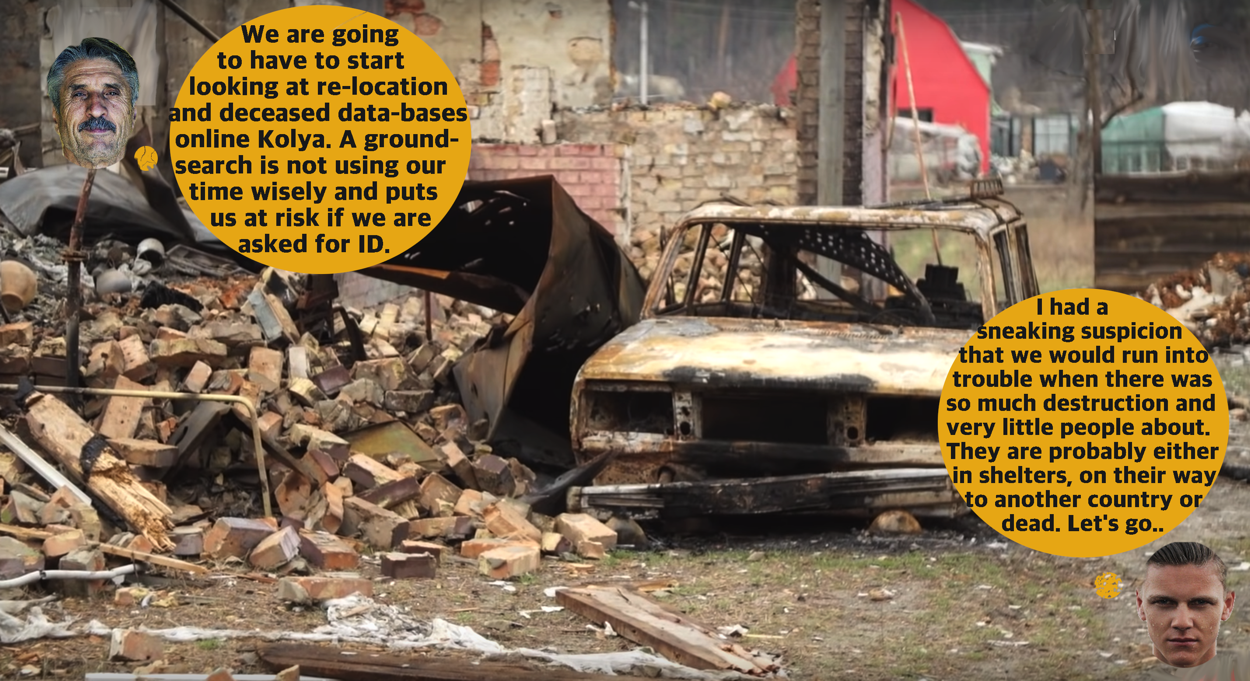 We are going
to have to start
looking at re-location
and deceased data-bases
online Kolya. A ground-
search is not using our
time wisely and puts
us at risk if we are
asked for ID.
I had a
sneaking suspicion
that we would run into
trouble when there was
so much destruction and
very little people about.
They are probably either
in shelters, on their way
to another country or
dead. Let's go..